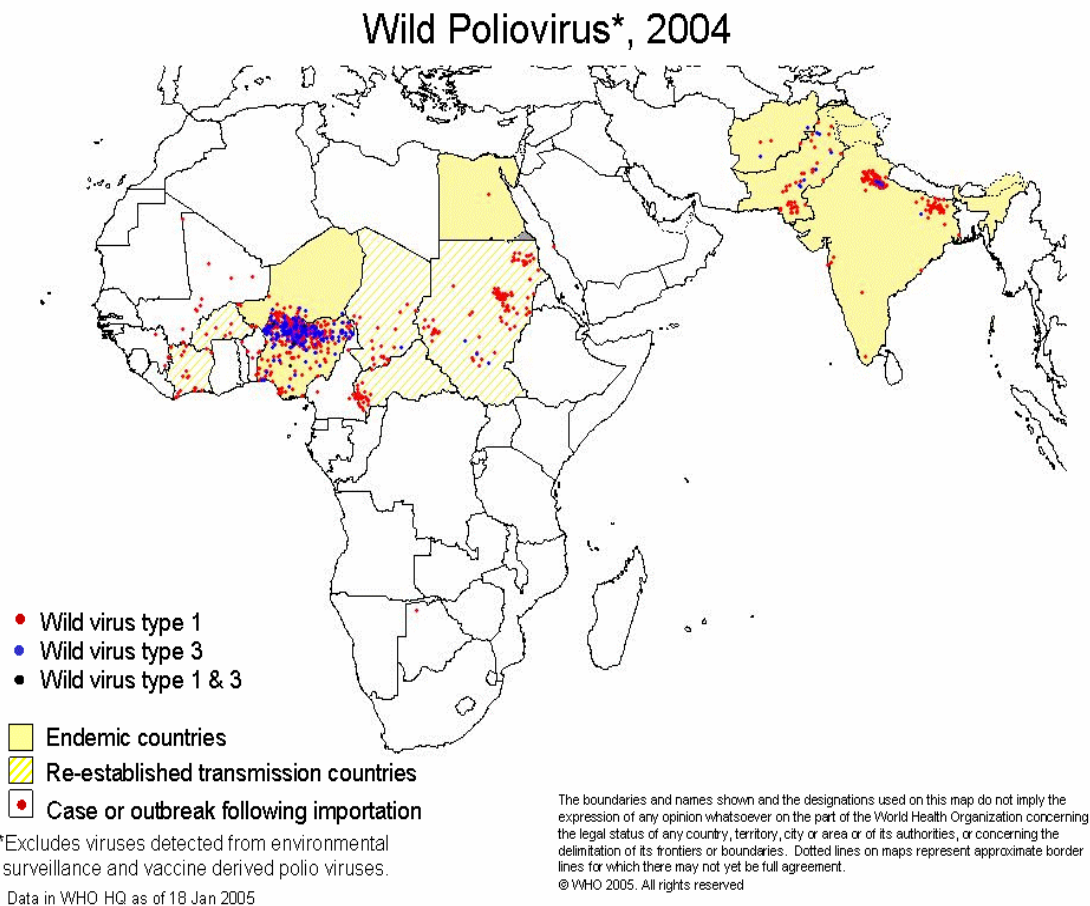 Wild Poliovirus*, 2004
Wild virus type 1
Wild virus type 3
Wild virus type 1 & 3
Endemic countries
Re-established transmission countries
Case or outbreak following importation
*Excludes viruses detected from environmental
surveillance and vaccine derived polio viruses.
Data in WHO HQ as of 18 Jan 2005
The boundaries and names shown and the designations used on this map do not imply the
expression of any opinion whatsoever on the part of the World Health Organization concerning
the legal status of any country, territory, city or area or of its authorities, or concerning the
delimitation of its frontiers or boundaries. Dotted lines on maps represent approximate border
lines for which there may not yet be full agreement.
© WHO 2005. All rights reserved